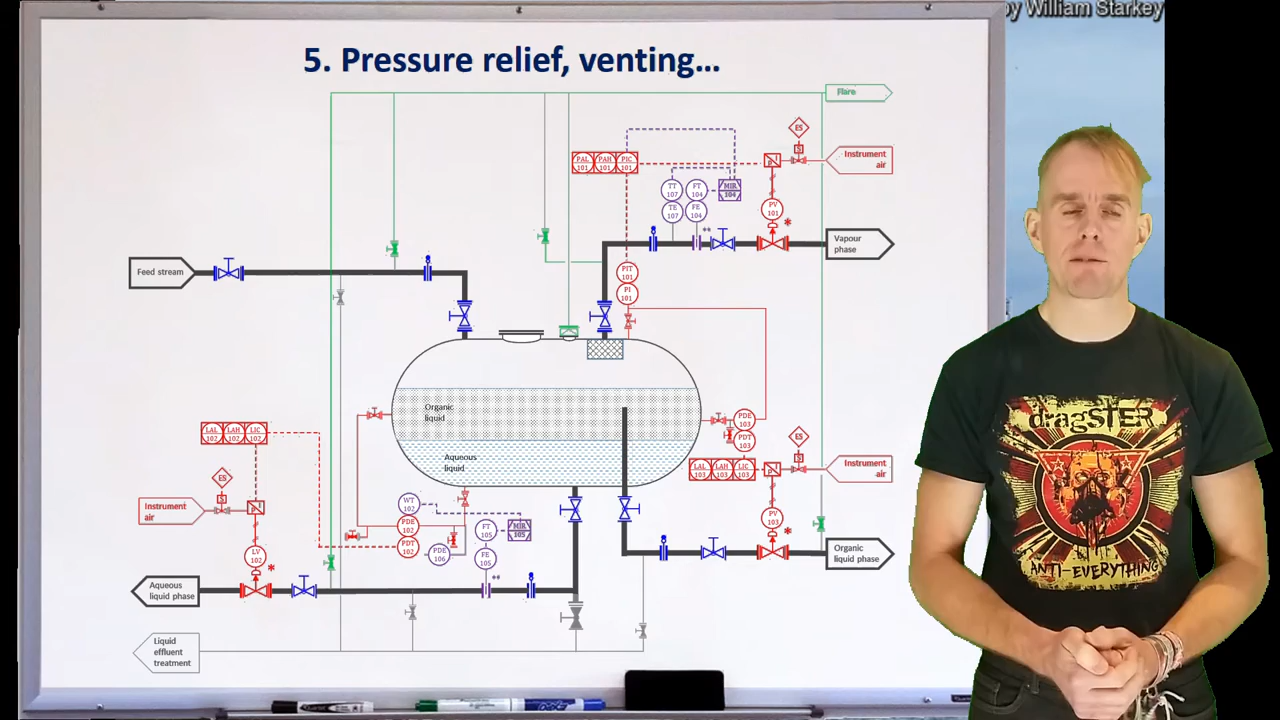 by William Starkey
5. Pressure relief, venting...
Flare
ES
Instrument
air
PAL
101
PAH
101
PIC
101
TT
107
FT
104
MIR
104
TE
107
FE
104
PV
101
*
**
Vapour
phase
Feed stream
PIT
101
PI
101
Organic
liquid
Aqueous
liquid
PDE
103
PDT
103
LAL
103
LAH
103
LIC
103
ES
Instrument
air
PV
103
*
Organic
liquid phase
LAL
102
LAH
102
LIC
102
ES
Instrument
air
LV
102
*
WT
102
PDE
102
PDT
102
PDE
106
FT
105
MIR
105
FE
105
**
Aqueous
liquid phase
Liquid
effluent
treatment
dragSTER
ANTI-EVERYTHING